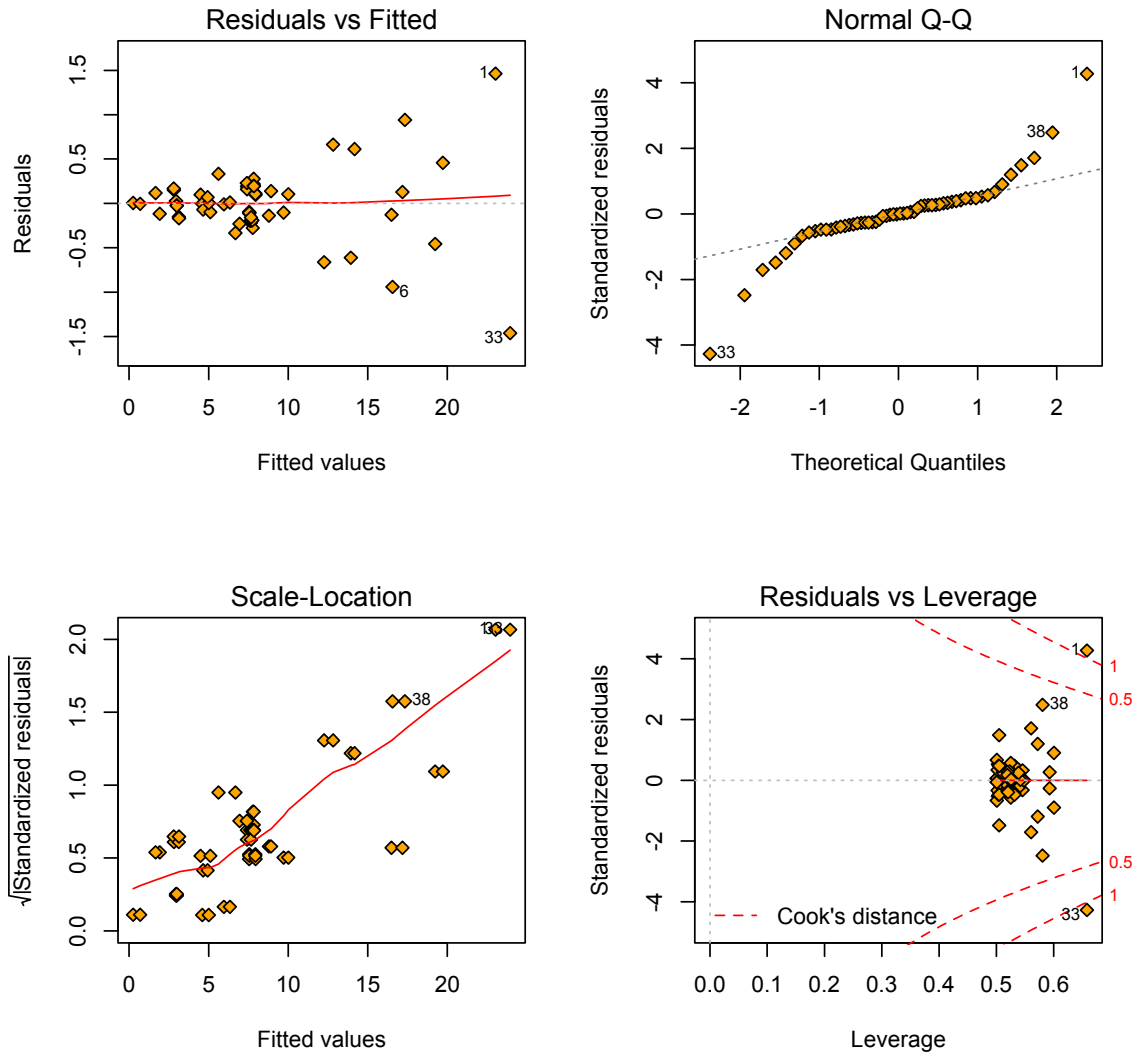 Residuals vs Fitted
Residuals
1.5
0.5
-0.5
-1.5
1
6
33
0 5 10 15 20
Fitted values
Normal Q-Q
Standardized residuals
4
2
0
-2
-4
1
38
33
-2 -1 0 1 2
Theoretical Quantiles
Scale-Location
√|Standardized residuals|
2.0
1.5
1.0
0.5
0.0
1
33
38
0 5 10 15 20
Fitted values
Residuals vs Leverage
Standardized residuals
4
2
0
-2
-4
1
38
33
1
0.5
0.5
1
Cook's distance
0.0 0.1 0.2 0.3 0.4 0.5 0.6
Leverage